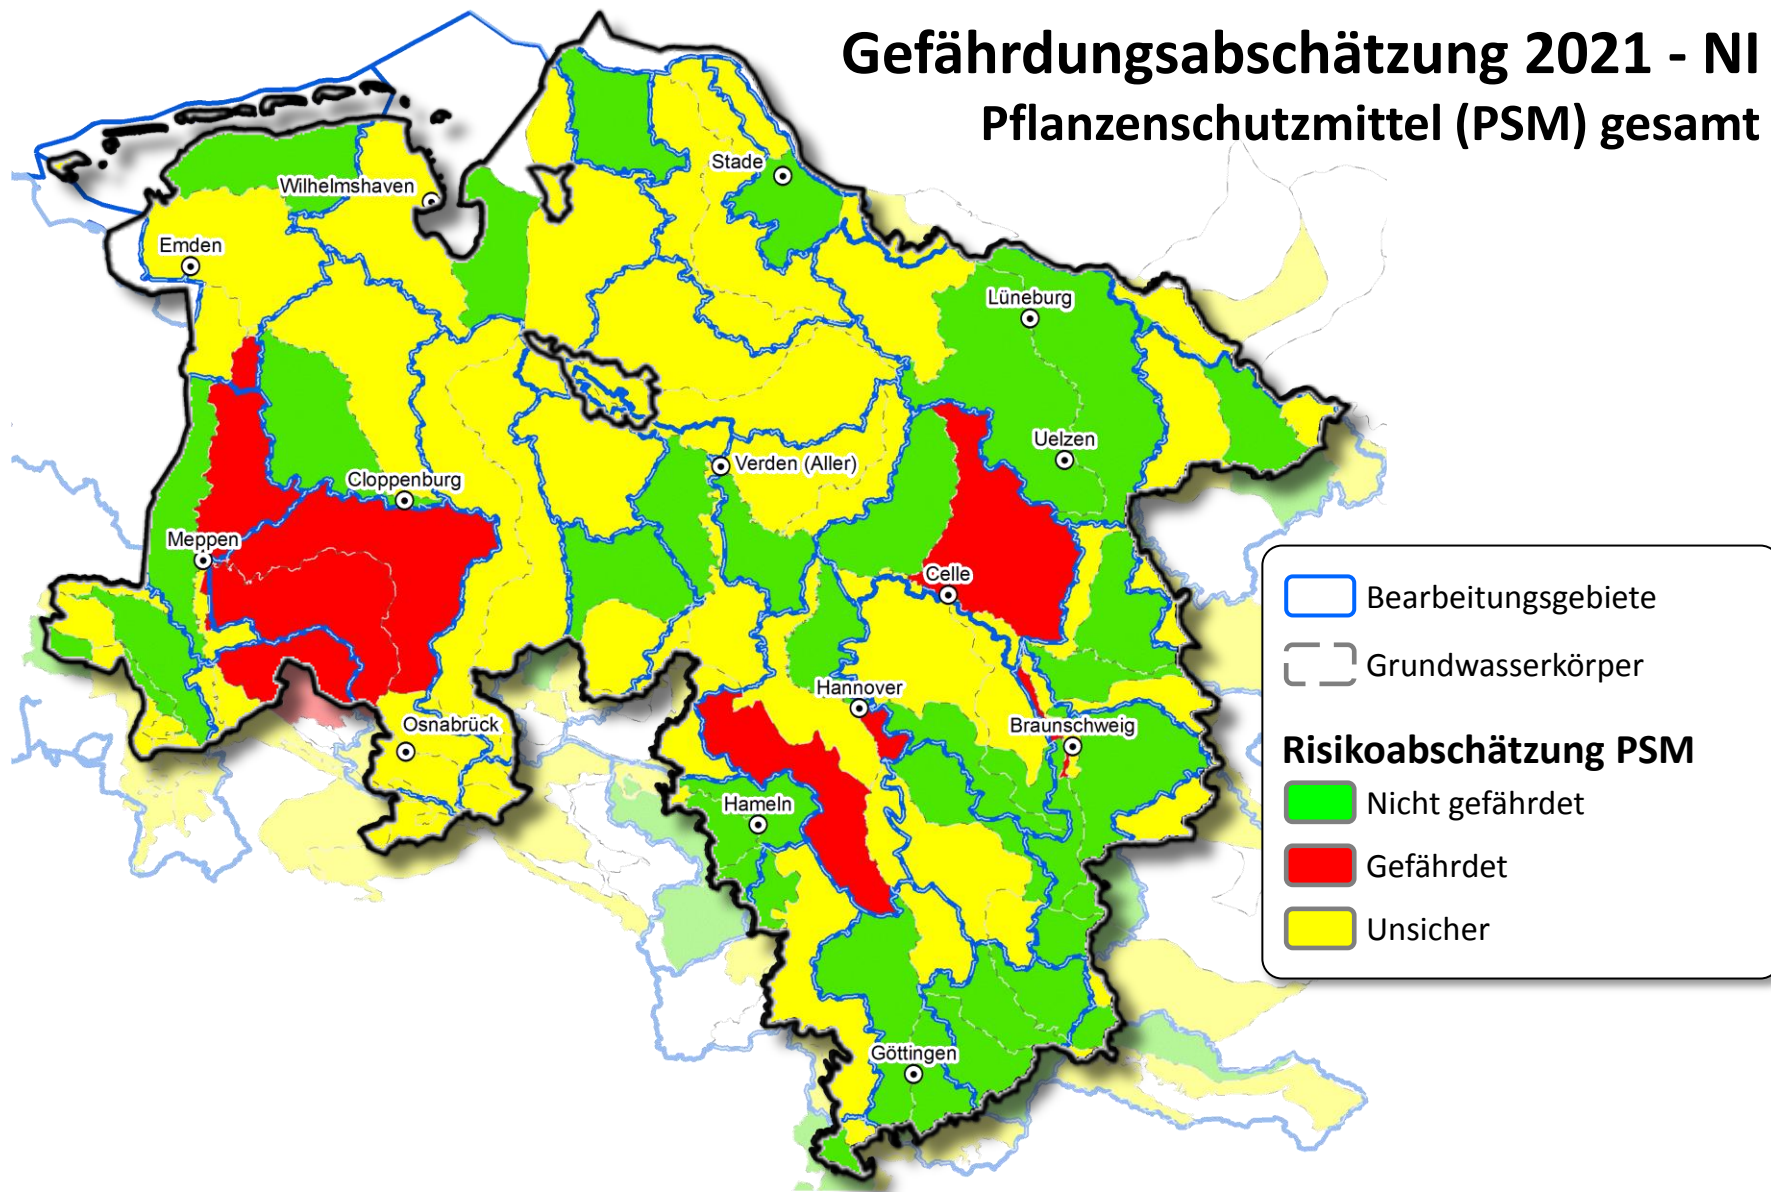 Gefährdungsabschätzung 2021 - NI
Pflanzenschutzmittel (PSM) gesamt
Stade
Wilhelmshaven
Emden
Lüneburg
Uelzen
Verden (Aller)
Cloppenburg
Meppen
Celle
Hannover
Osnabrück
Braunschweig
Hameln
Göttingen
Bearbeitungsgebiete
Grundwasserkörper
Risikoabschätzung PSM
Nicht gefährdet
Gefährdet
Unsicher